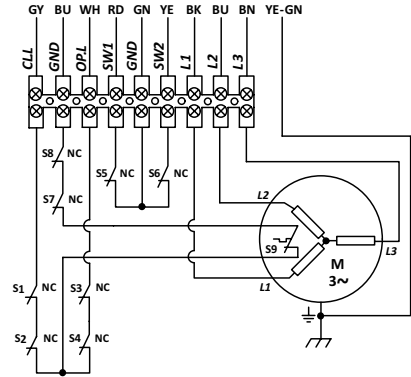 GY BU WH RD GN YE BK BU BN YE-GN
CLL GND OP.L SW1 GND SW2 L1 L2 L3
S8 NC
S5 NC S6 NC
S7 NC
L2
S9
L3
M
3~
L1
S1 NC S3 NC
S2 NC S4 NC